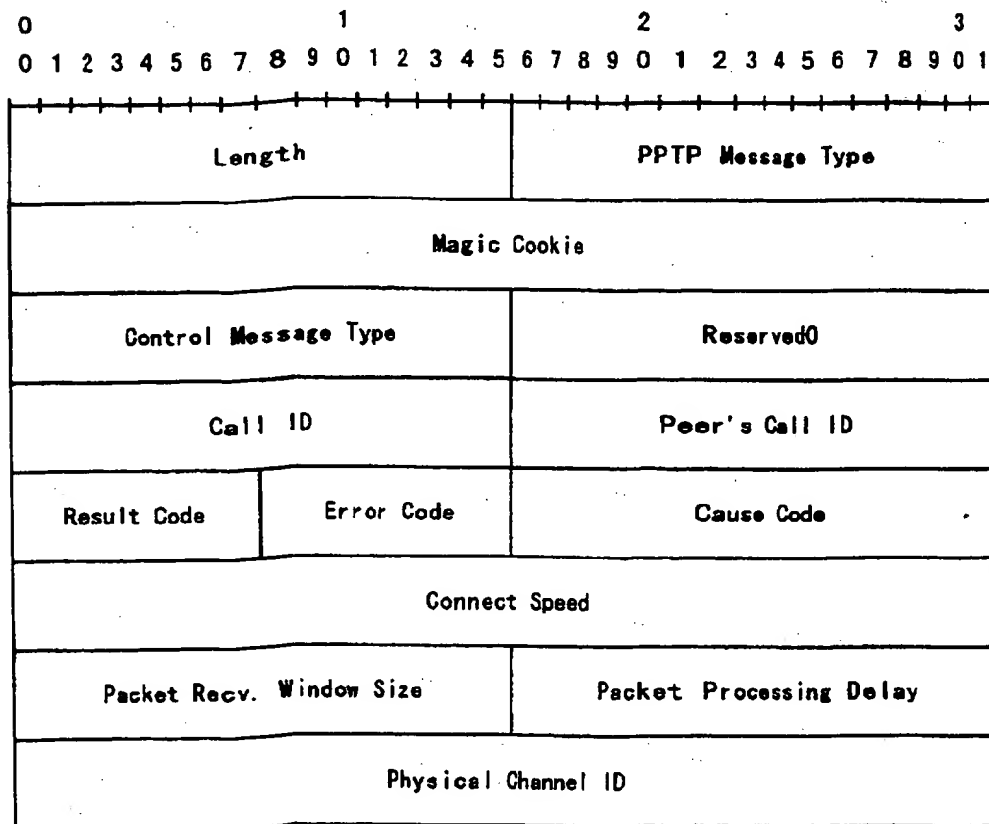 0 1 2 3
0 1 2 3 4 5 6 7 8 9 0 1 2 3 4 5 6 7 8 9 0 1 2 3 4 5 6 7 8 9 0 1
Length PPTP Message Type
Magic Cookie
Control Message Type Reserved0
Call ID Peer's Call ID
Result Code Error Code Cause Code
Connect Speed
Packet Recv. Window Size Packet Processing Delay
Physical Channel ID